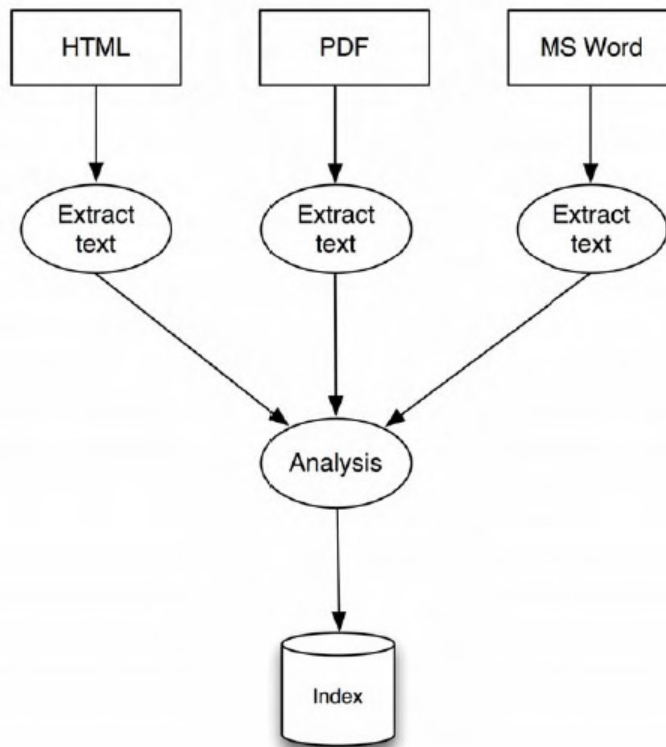 HTML
PDF
MS Word
Extract
text
Extract
text
Extract
text
Analysis
Index